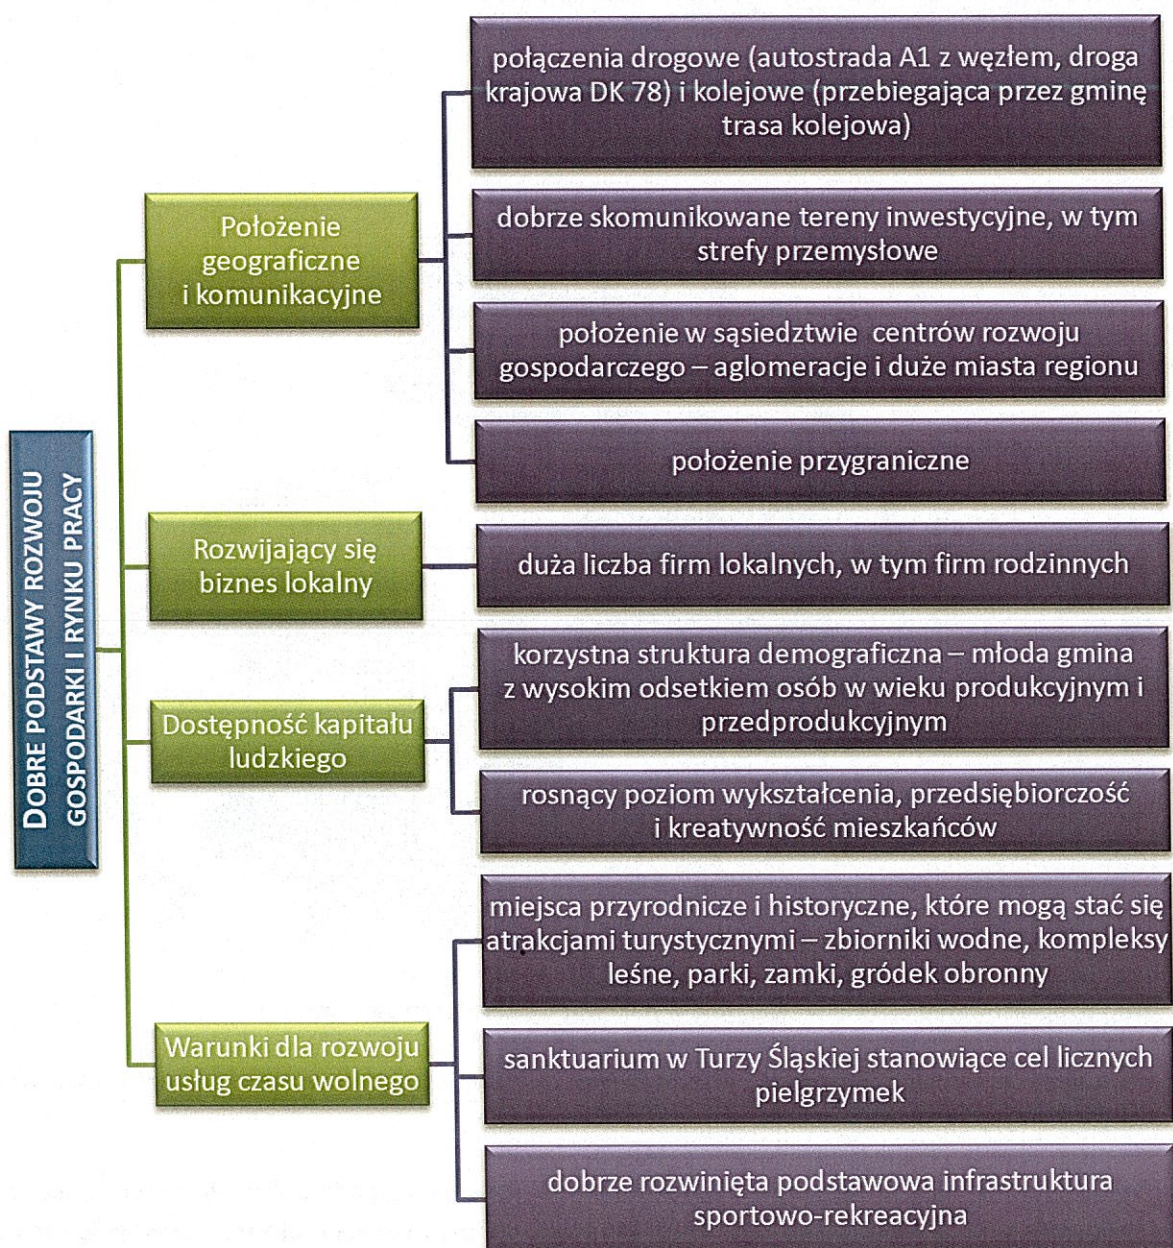 DOBRE PODSTAWY ROZWOJU
GOSPODARKI I RYNKU PRACY
Położenie
geograficzne
i komunikacyjne
połączenia drogowe (autostrada A1 z węzłem, droga
krajowa DK 78) i kolejowe (przebiegająca przez gminę
trasa kolejowa)
dobrze skomunikowane tereny inwestycyjne, w tym
strefy przemysłowe
położenie w sąsiedztwie centrów rozwoju
gospodarczego – aglomeracje i duże miasta regionu
położenie przygraniczne
Rozwijający się
biznes lokalny
duża liczba firm lokalnych, w tym firm rodzinnych
Dostępność kapitału
ludzkiego
korzystna struktura demograficzna – młoda gmina
z wysokim odsetkiem osób w wieku produkcyjnym i
przedprodukcyjnym
rosnący poziom wykształcenia, przedsiębiorczość
i kreatywność mieszkańców
Warunki dla rozwoju
usług czasu wolnego
miejsca przyrodnicze i historyczne, które mogą stać się
atrakcjami turystycznymi – zbiorniki wodne, kompleksy
leśne, parki, zamki, gródek obronny
sanktuarium w Turzy Śląskiej stanowiące cel licznych
pielgrzymek
dobrze rozwinięta podstawowa infrastruktura
sportowo-rekreacyjna